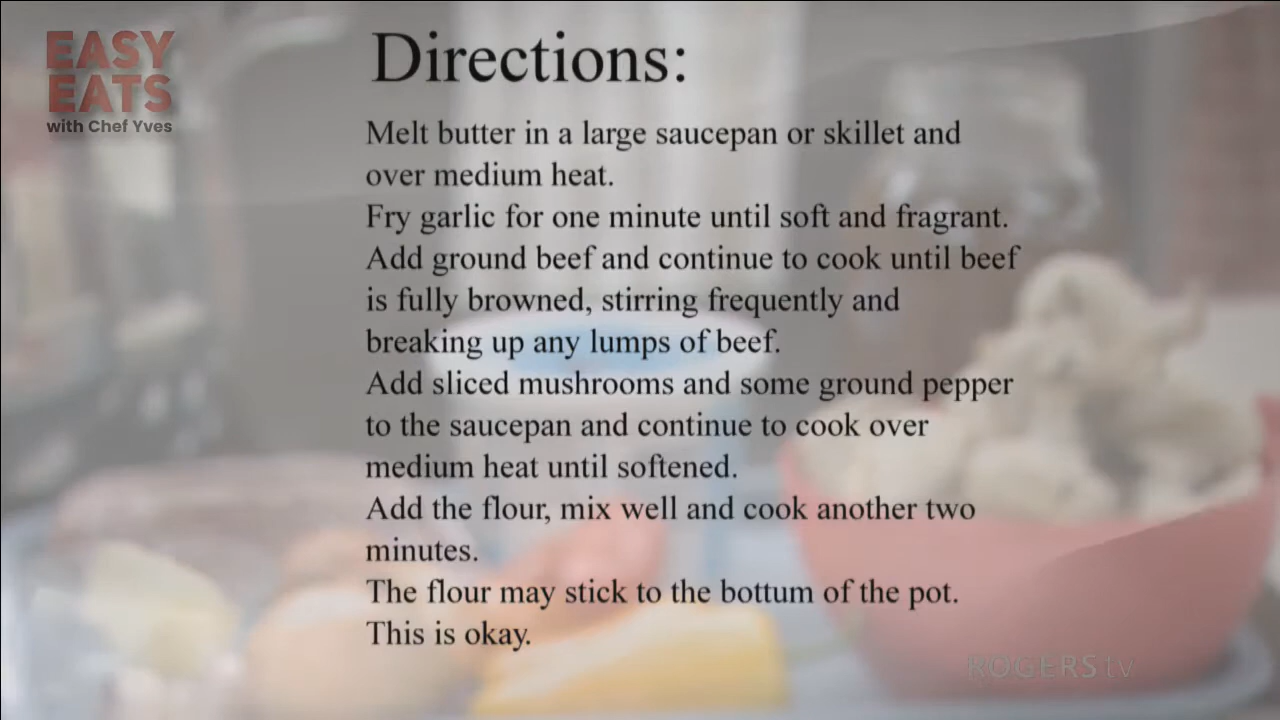 EASY
EATS
with Chef Yves
Directions:
Melt butter in a large saucepan or skillet and
over medium heat.
Fry garlic for one minute until soft and fragrant.
Add ground beef and continue to cook until beef
is fully browned, stirring frequently and
breaking up any lumps of beef.
Add sliced mushrooms and some ground pepper
to the saucepan and continue to cook over
medium heat until softened.
Add the flour, mix well and cook another two
minutes.
The flour may stick to the bottum of the pot.
This is okay.
ROGERS tv